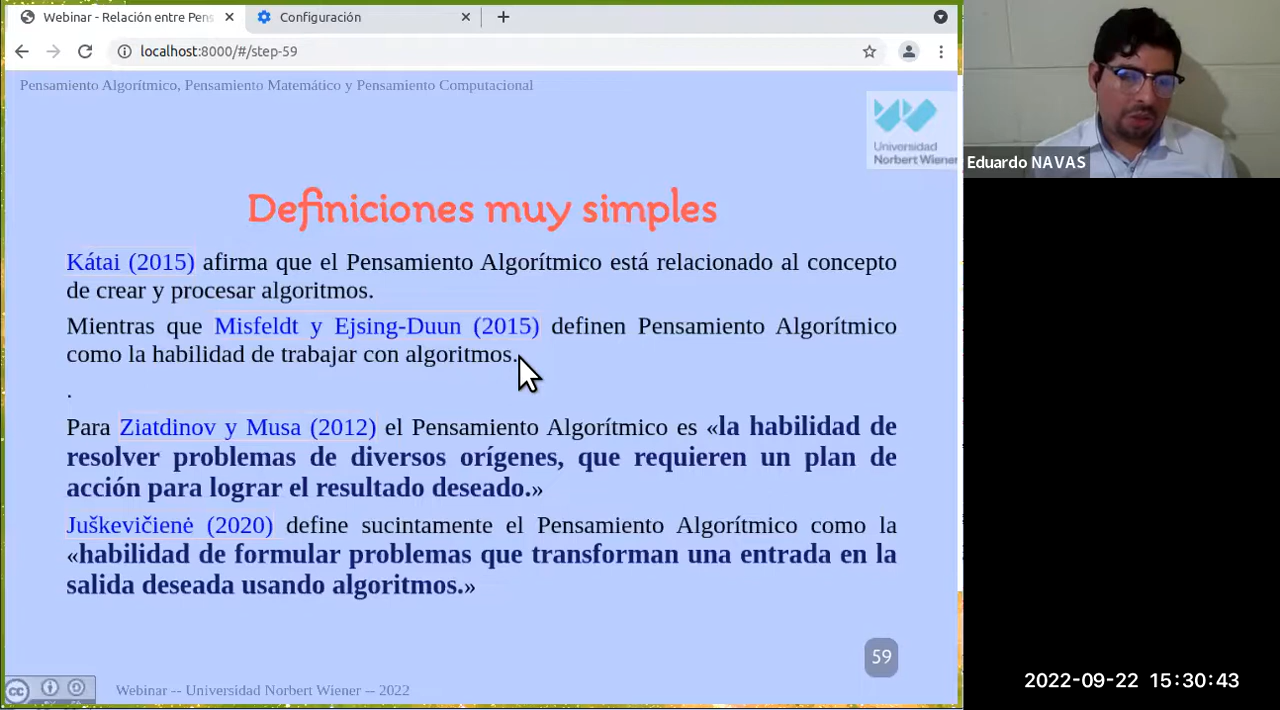 Webinar - Relación entre Pens
Configuración
localhost:8000/#/step-59
Pensamiento Algorítmico, Pensamiento Matemático y Pensamiento Computacional
Universidad
Norbert Wiener
Eduardo NAVAS
Definiciones muy simples
Kátai (2015) afirma que el Pensamiento Algorítmico está relacionado al concepto
de crear y procesar algoritmos.
Mientras que Misfeldt y Ejsing-Duun (2015) definen Pensamiento Algorítmico
como la habilidad de trabajar con algoritmos.
.
Para Ziatdinov y Musa (2012) el Pensamiento Algorítmico es «la habilidad de
resolver problemas de diversos orígenes, que requieren un plan de
acción para lograr el resultado deseado.»
Juškevičienė (2020) define sucintamente el Pensamiento Algorítmico como la
«habilidad de formular problemas que transforman una entrada en la
salida deseada usando algoritmos.»
59
cc
Webinar -- Universidad Norbert Wiener -- 2022
2022-09-22 15:30:43